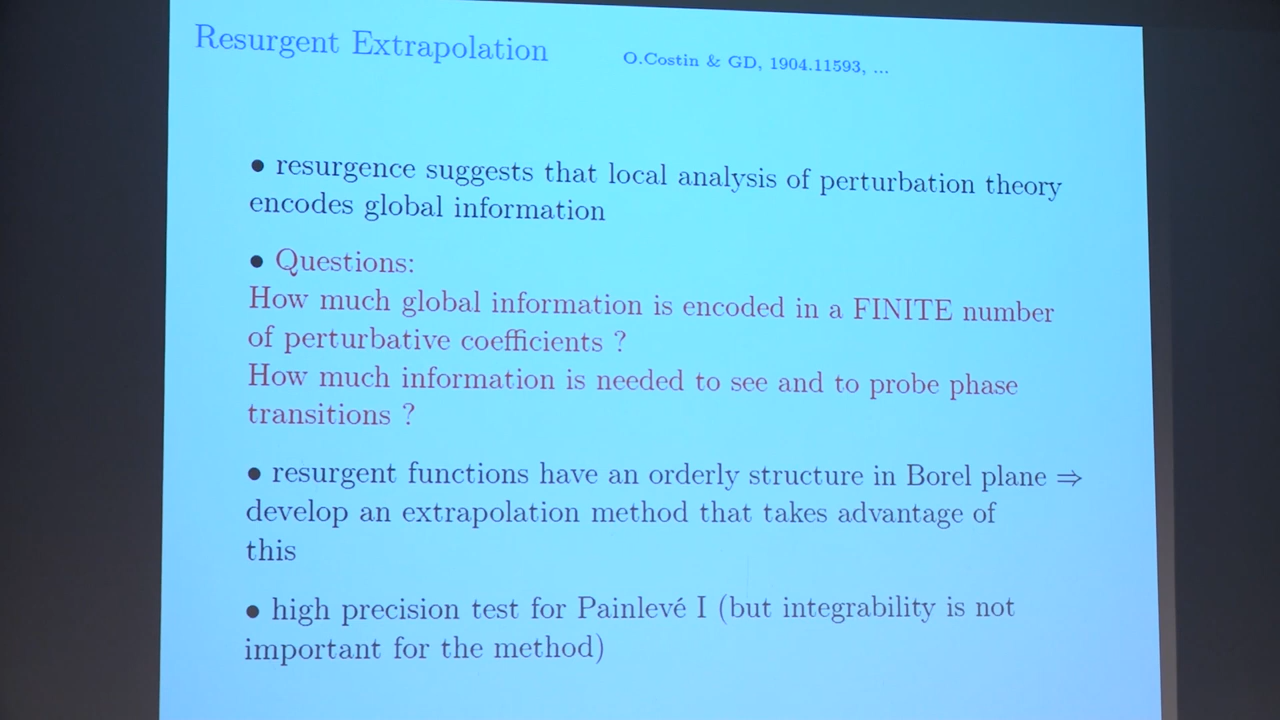 Resurgent Extrapolation O.Costin & GD, 1904.11593, ...
• resurgence suggests that local analysis of perturbation theory
encodes global information
• Questions:
How much global information is encoded in a FINITE number
of perturbative coefficients ?
How much information is needed to see and to probe phase
transitions ?
• resurgent functions have an orderly structure in Borel plane ⇒
develop an extrapolation method that takes advantage of
this
• high precision test for Painlevé I (but integrability is not
important for the method)